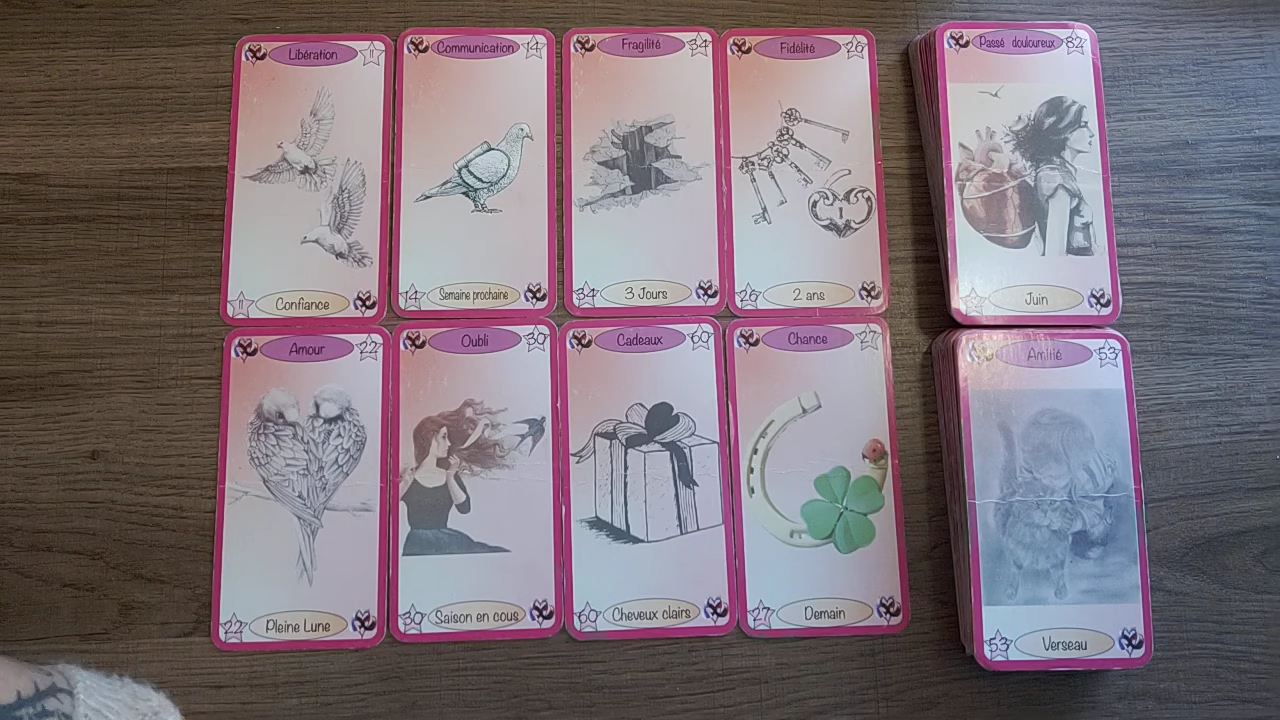 Libération 11
11 Confiance
Communication 14
14 Semaine prochaine
Fragilité 34
34 3 Jours
Fidélité 26
26 2 ans
Passé douloureux 82
Juin
Amour 22
22 Pleine Lune
Oubli 30
30 Saison en cous
Cadeaux 60
60 Cheveux clairs
Chance 27
27 Demain
Amitié 53
53 Verseau